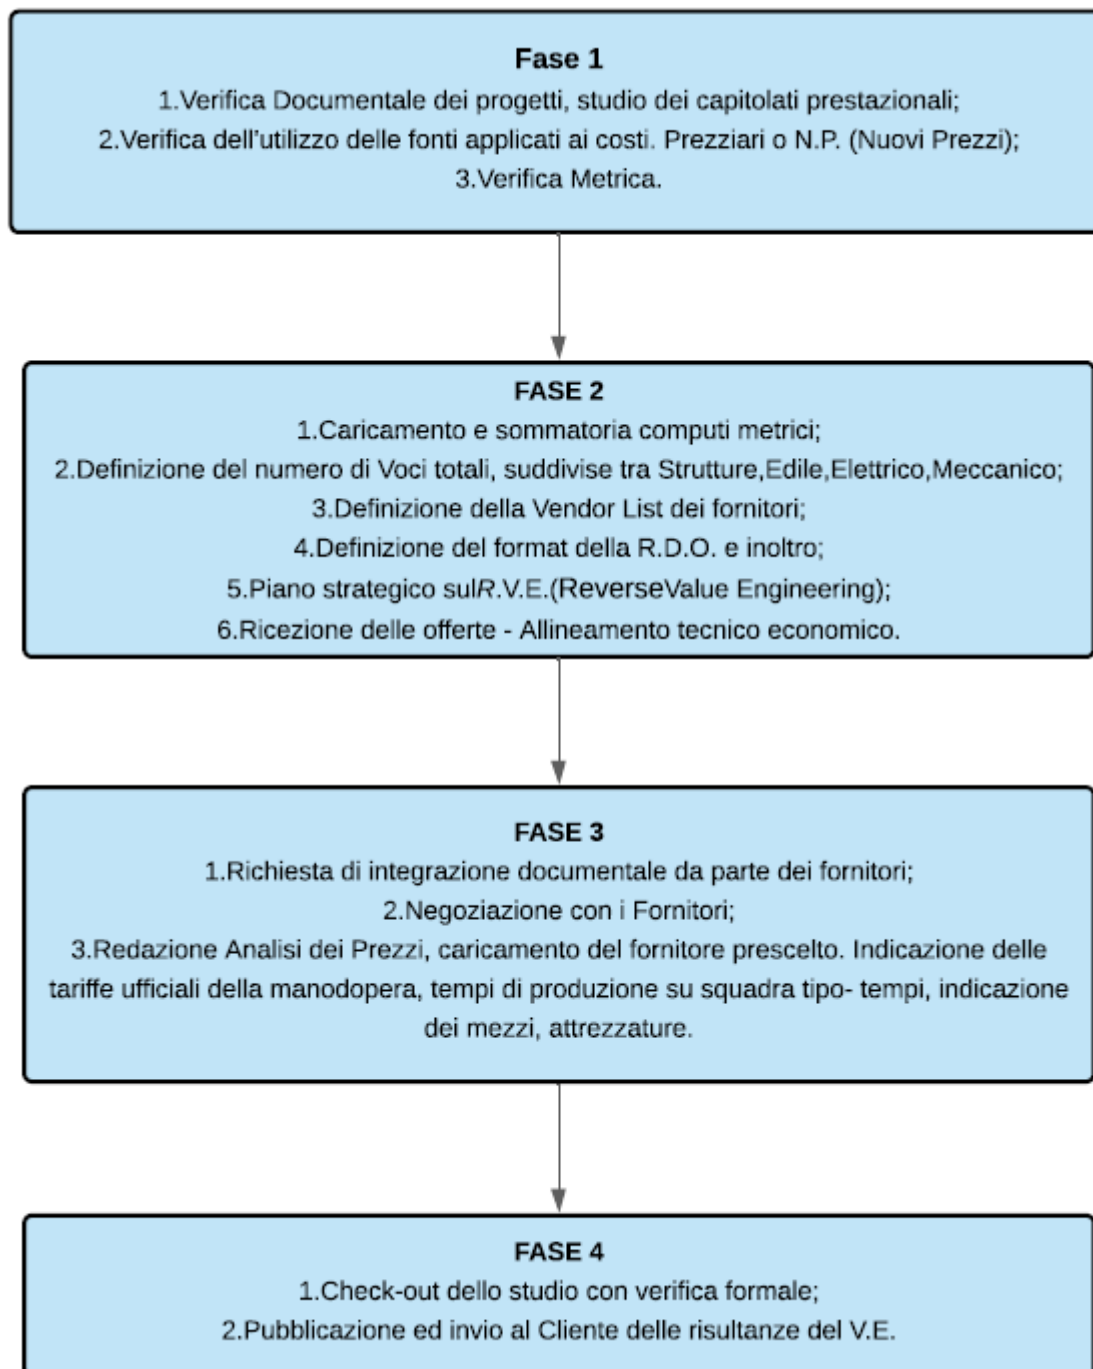 Fase 1
1.Verifica Documentale dei progetti, studio dei capitolati prestazionali;
2.Verifica dell'utilizzo delle fonti applicati ai costi. Prezziari o N.P. (Nuovi Prezzi);
3.Verifica Metrica.
FASE 2
1.Caricamento e sommatoria computi metrici;
2.Definizione del numero di Voci totali, suddivise tra Strutture,Edile,Elettrico,Meccanico;
3.Definizione della Vendor List dei fornitori;
4.Definizione del format della R.D.O. e inoltro;
5.Piano strategico sulR.V.E.(ReverseValue Engineering);
6.Ricezione delle offerte - Allineamento tecnico economico.
FASE 3
1.Richiesta di integrazione documentale da parte dei fornitori;
2.Negoziazione con i Fornitori;
3.Redazione Analisi dei Prezzi, caricamento del fornitore prescelto. Indicazione delle
tariffe ufficiali della manodopera, tempi di produzione su squadra tipo- tempi, indicazione
dei mezzi, attrezzature.
FASE 4
1.Check-out dello studio con verifica formale;
2.Pubblicazione ed invio al Cliente delle risultanze del V.E.